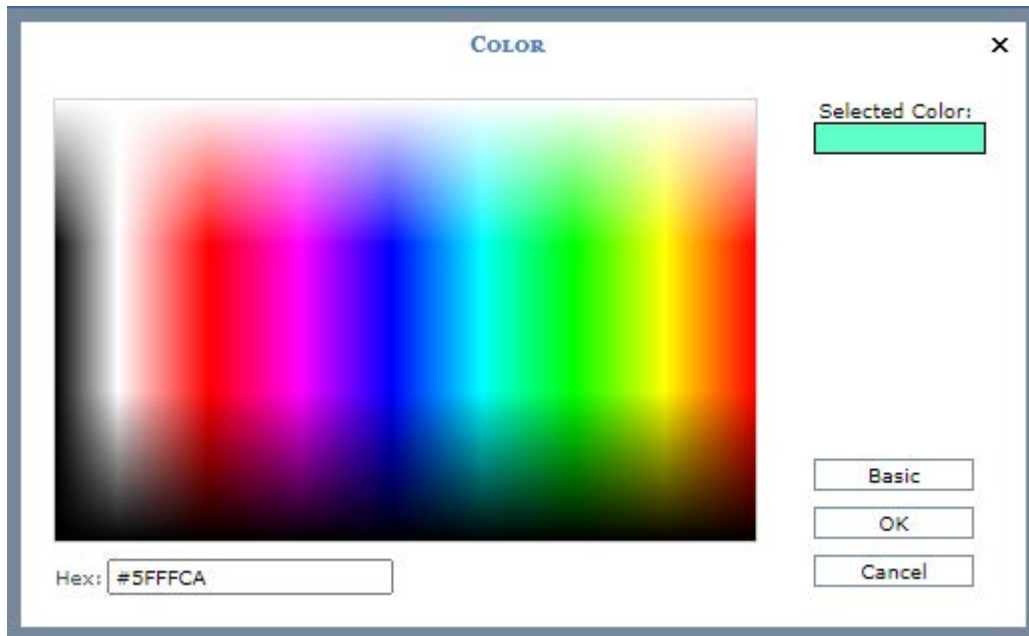 Color
×
Selected Color:
Basic
OK
Cancel
Hex: #5FFFCA